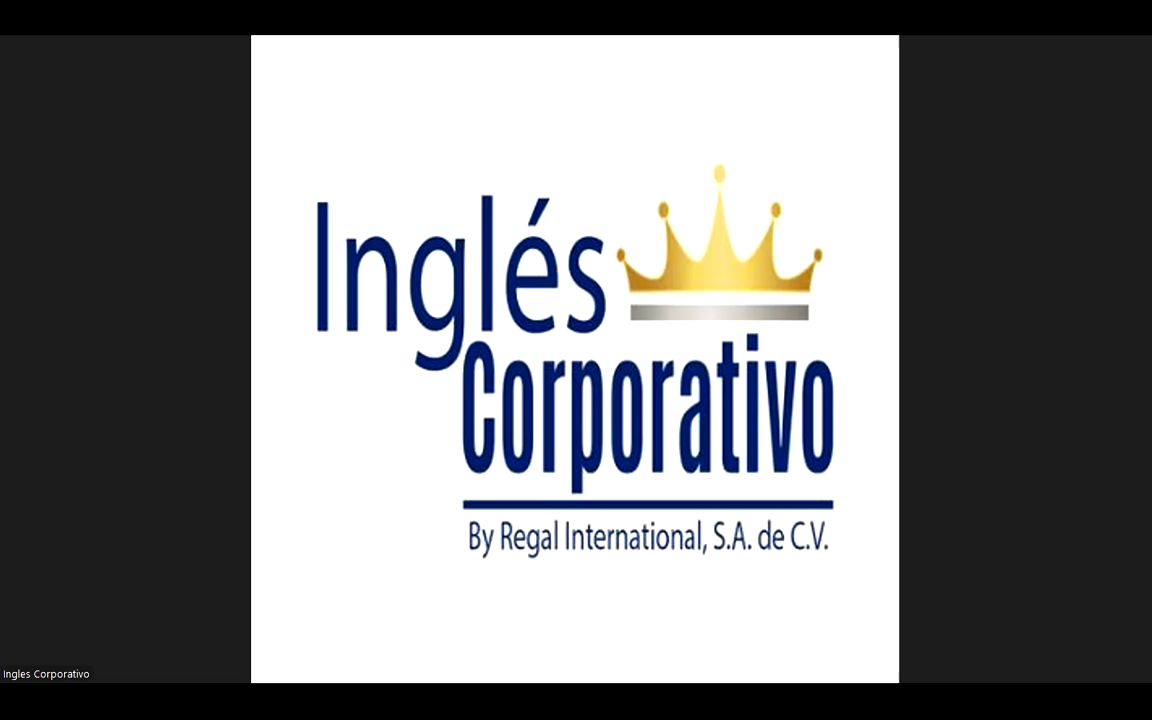 Inglés
Corporativo
By Regal International, S.A. de C.V.
Ingles Corporativo